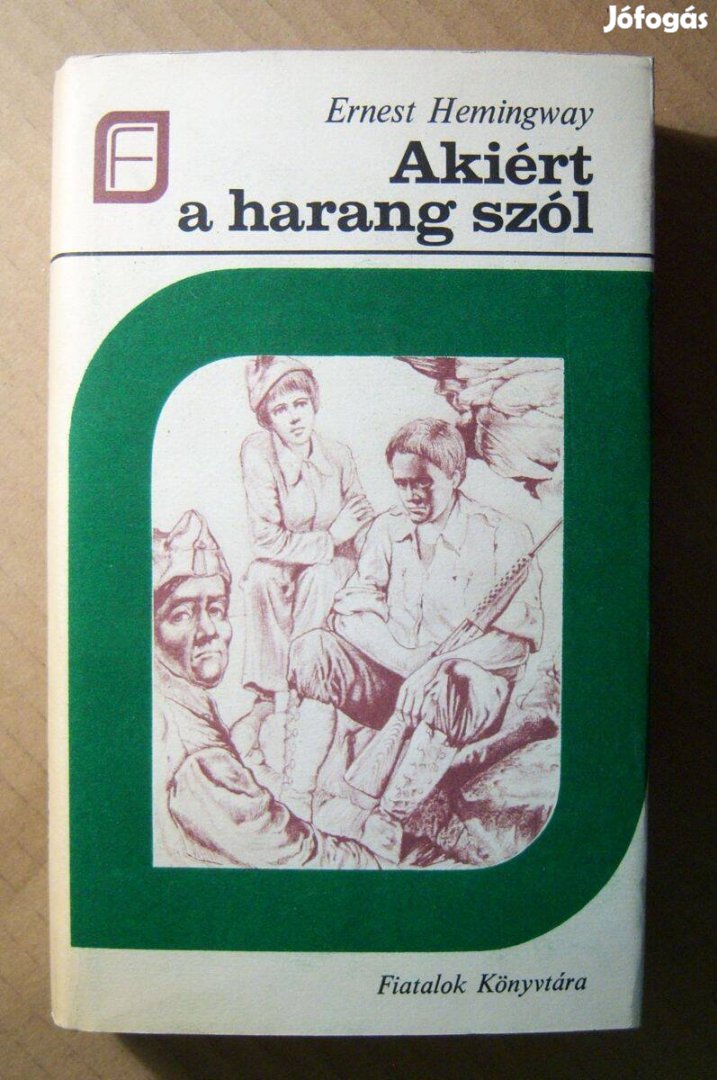 Jófogás
F
Ernest Hemingway
Akiért
a harang szól
Fiatalok Könyvtára